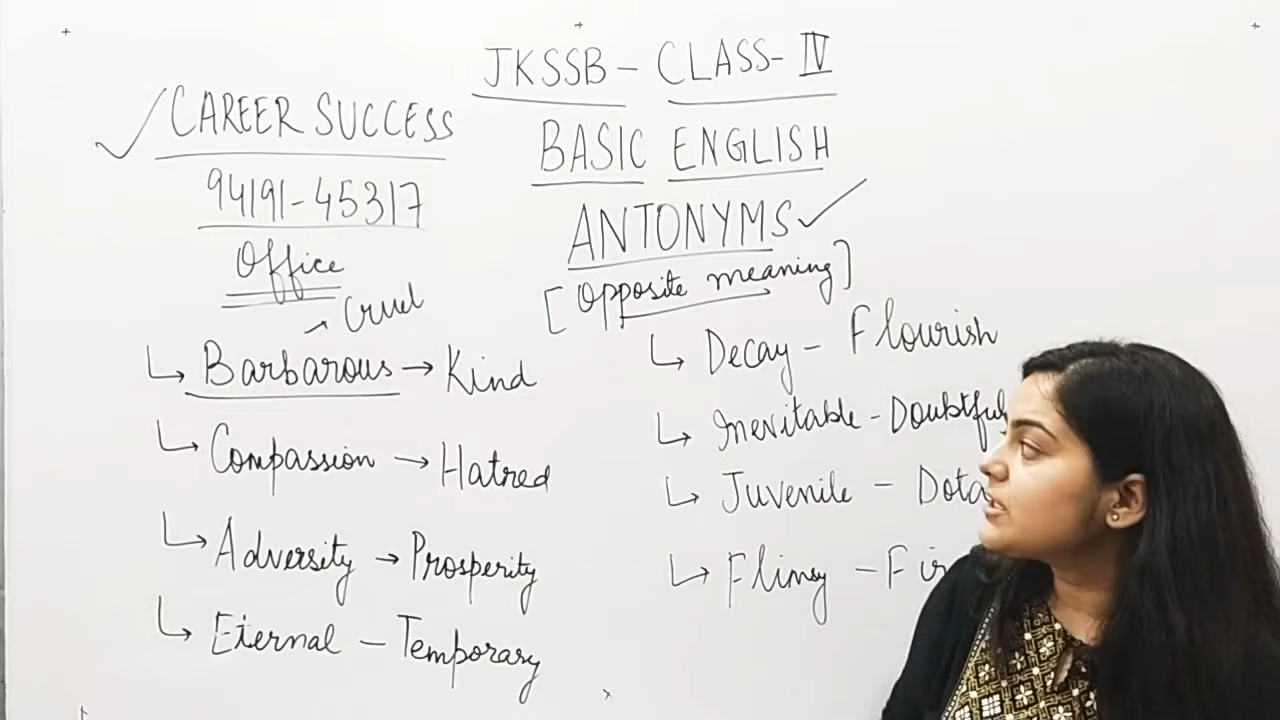 JKSSB - CLASS - IV
CAREER SUCCESS
BASIC ENGLISH
94191-45317
ANTONYMS
Office
[Opposite meaning]
Cruel
Barbarous → Kind
Compassion → Hatred
Adversity → Prosperity
Eternal - Temporary
Decay - Flourish
Inevitable - Doubtful
Juvenile -
Flimsy -